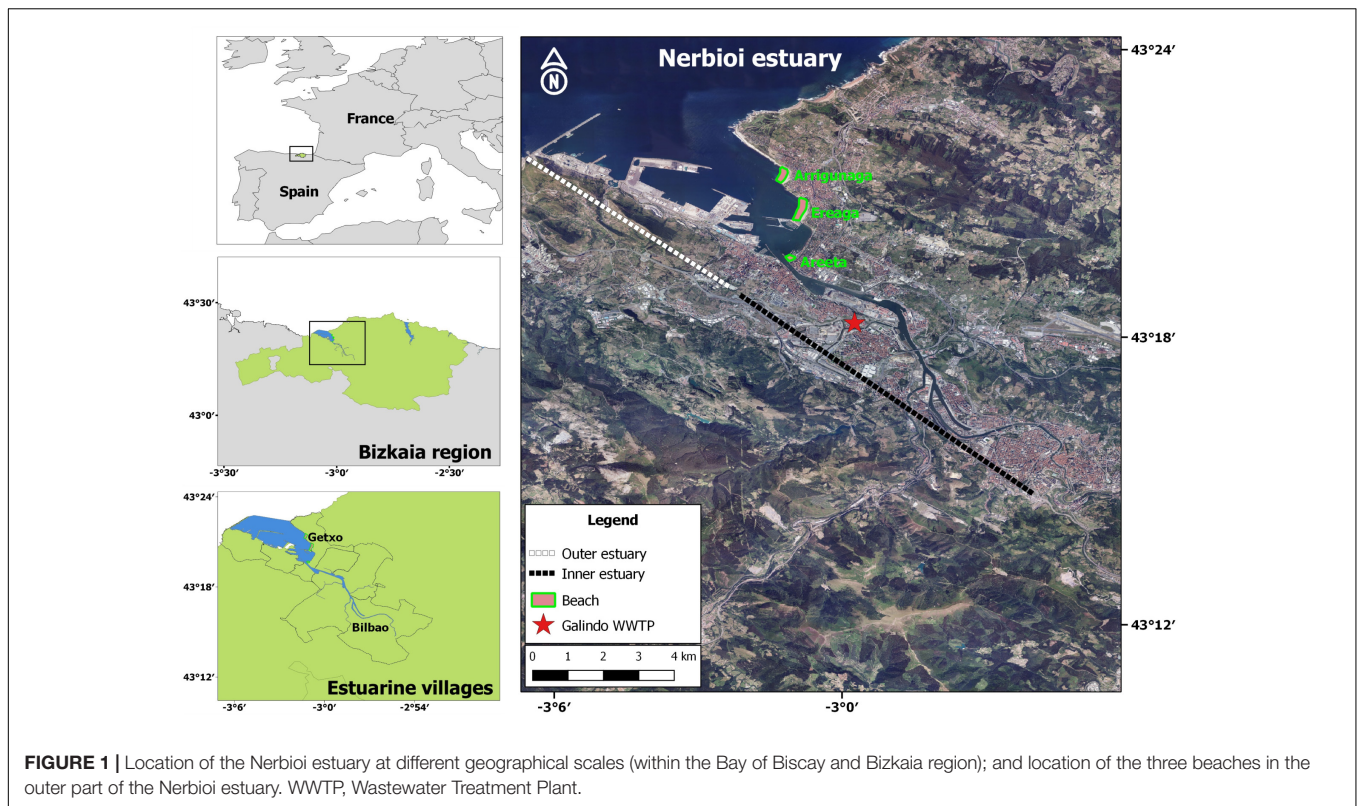 France
Spain
43°30′
43°0′
Bizkaia region
-3°30′
-3°0′
-2°30′
43°24′
Getxo
43°18′
Bilbao
43°12′
Estuarine villages
-3°6′
-3°0′
-2°54′
N
Nerbioi estuary
43°24′
Arrigunaga
Ereaga
Areeta
43°18′
Legend
Outer estuary
Inner estuary
Beach
Galindo WWTP
0 1 2 3 4 km
43°12′
-3°6′
-3°0′
FIGURE 1 | Location of the Nerbioi estuary at different geographical scales (within the Bay of Biscay and Bizkaia region); and location of the three beaches in the
outer part of the Nerbioi estuary. WWTP, Wastewater Treatment Plant.